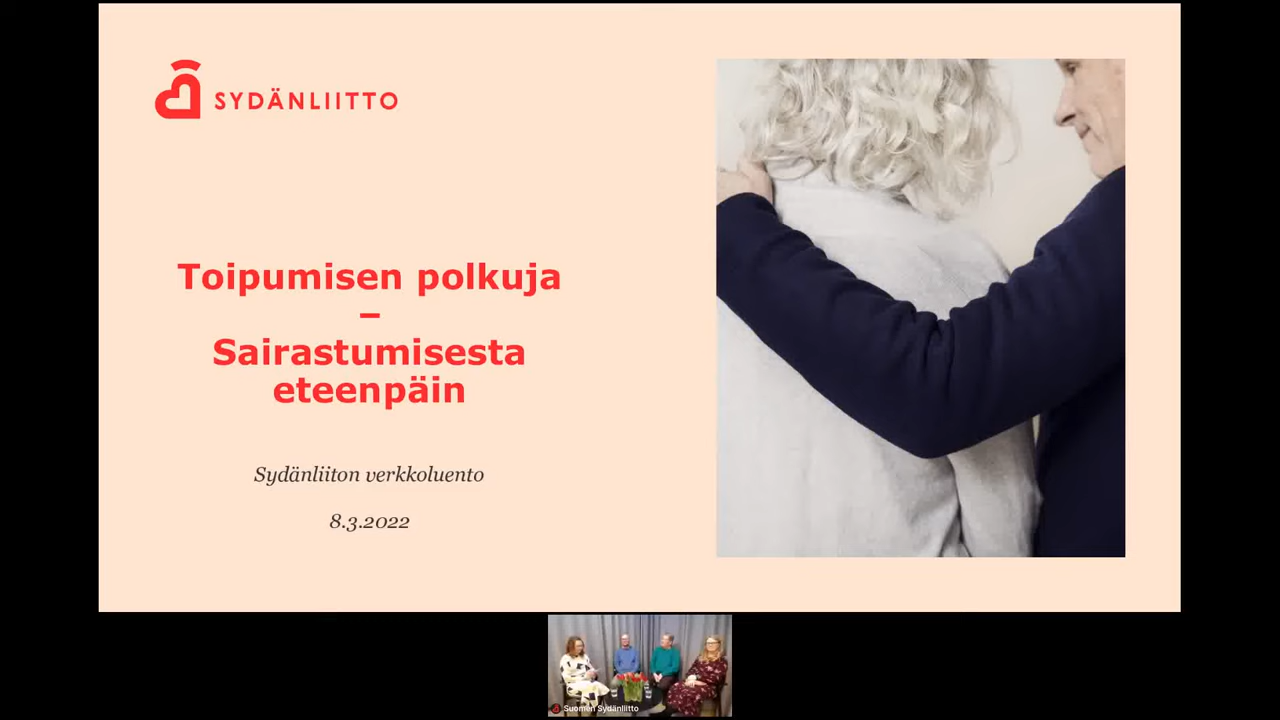 SYDÄNLIITTO
Toipumisen polkuja
–
Sairastumisesta
eteenpäin
Sydänliiton verkkoluento
8.3.2022
Suomen Sydänliitto